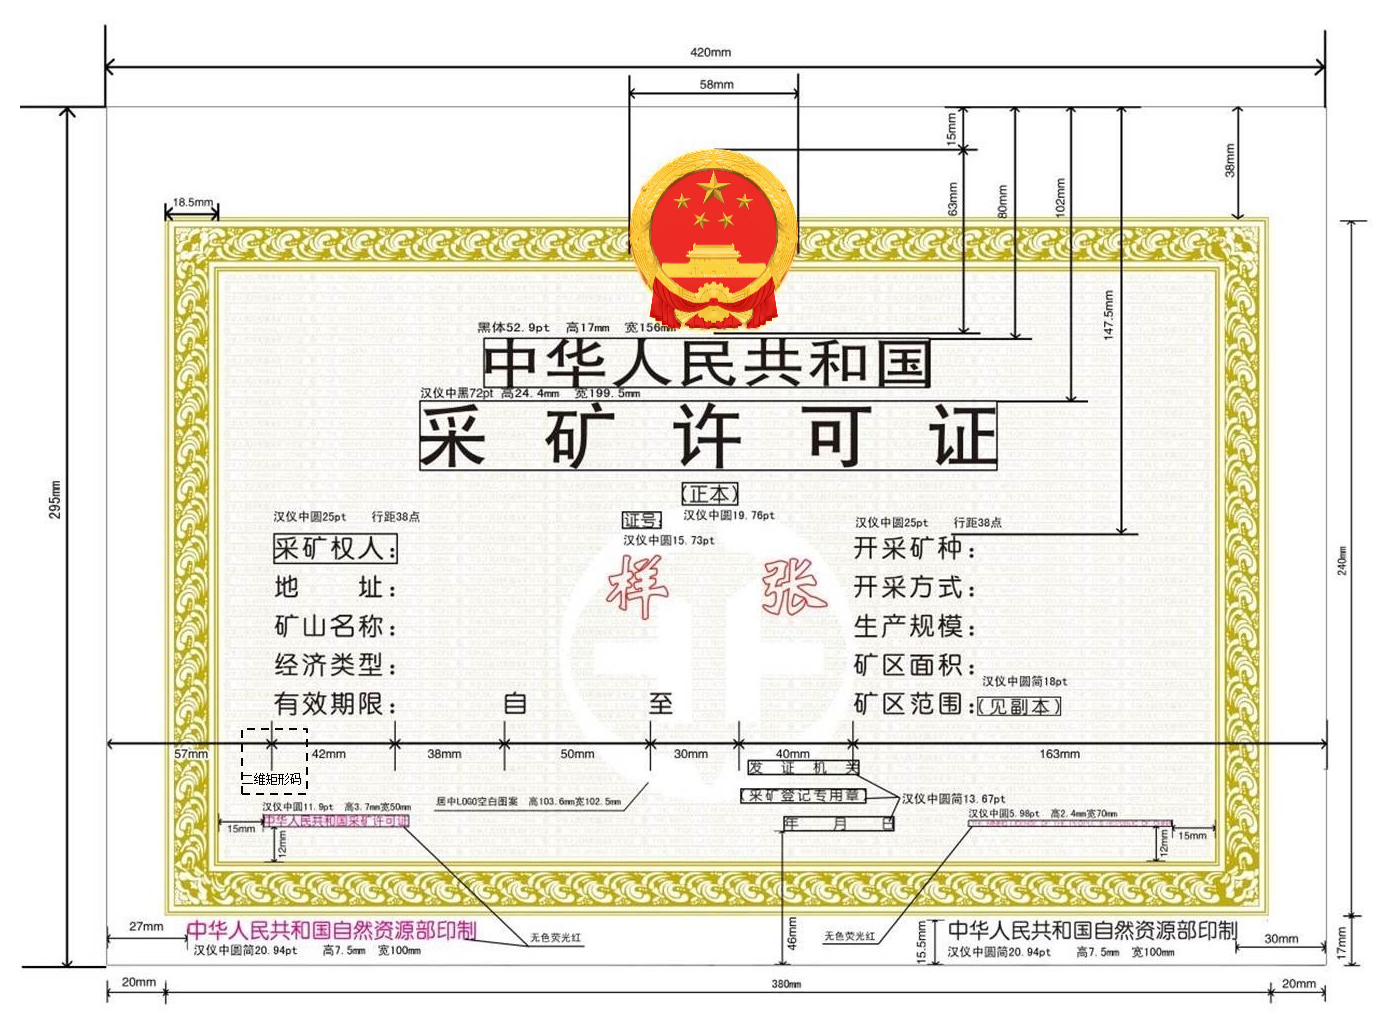 420mm
58mm
15mm
38mm
63mm
80mm
102mm
18.5mm
147.5mm
黑体52.9pt 高17mm 宽156mm
中华人民共和国
汉仪中黑72pt 高24.4mm 宽199.5mm
采矿许可证
(正本)
295mm
240mm
汉仪中圆25pt 行距38点
证号:
汉仪中圆19.76pt
汉仪中圆25pt 行距38点
汉仪中圆15.73pt
采矿权人:
开采矿种:
样张
地 址:
开采方式:
矿山名称:
生产规模:
经济类型:
矿区面积:
汉仪中圆简18pt
有效期限: 自 至
矿区范围:(见副本)
57mm
42mm
38mm
50mm
30mm
40mm
163mm
二维矩形码
发证机关
(采矿登记专用章)
汉仪中圆简13.67pt
年 月 日
居中LOGO空白图案 高103.6mm宽102.5mm
汉仪中圆11.9pt 高3.7mm宽50mm
中华人民共和国采矿许可证
汉仪中圆5.98pt 高2.4mm宽70mm
THE MINING LICENSE OF THE PEOPLE'S REPUBLIC OF CHINA
15mm
12mm
15mm
12mm
27mm
中华人民共和国自然资源部印制
汉仪中圆简20.94pt 高7.5mm 宽100mm
无色荧光红
46mm
无色荧光红
15.5mm
中华人民共和国自然资源部印制
汉仪中圆简20.94pt 高7.5mm 宽100mm
30mm
17mm
20mm
380mm
20mm